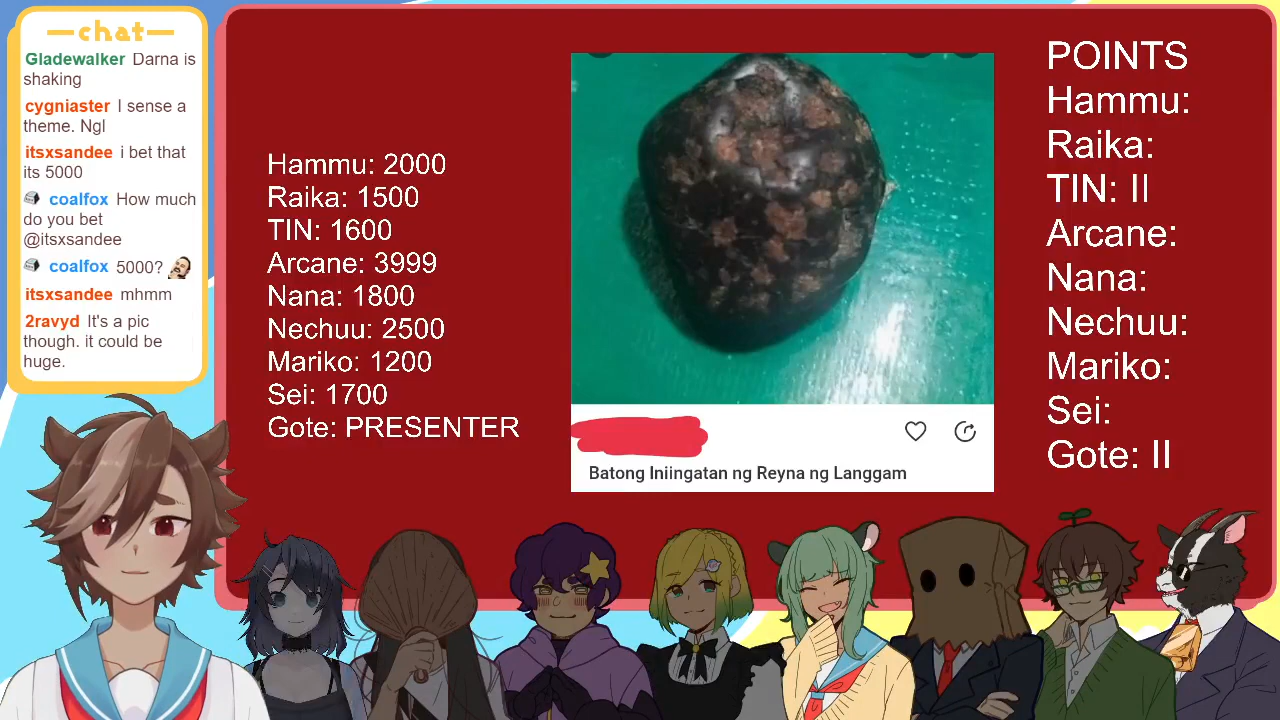 chat
Gladewalker Darna is
shaking
cygniaster I sense a
theme. Ngl
itsxsandee i bet that
its 5000
coalfox How much
do you bet
@itsxsandee
coalfox 5000?
itsxsandee mhmm
2ravyd It's a pic
though. it could be
huge.
Hammu: 2000
Raika: 1500
TIN: 1600
Arcane: 3999
Nana: 1800
Nechuu: 2500
Mariko: 1200
Sei: 1700
Gote: PRESENTER
Batong Iniingatan ng Reyna ng Langgam
POINTS
Hammu:
Raika:
TIN: II
Arcane:
Nana:
Nechuu:
Mariko:
Sei:
Gote: II